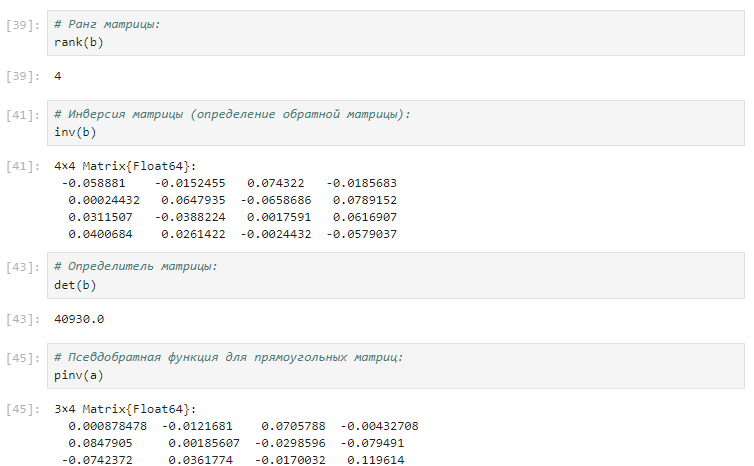 [39]: # Ранг матрицы:
rank(b)
[39]: 4
[41]: # Инверсия матрицы (определение обратной матрицы):
inv(b)
[41]: 4×4 Matrix{Float64}:
-0.058881 -0.0152455 0.074322 -0.0185683
0.00024432 0.0647935 -0.0658686 0.0789152
0.0311507 -0.0388224 0.0017591 0.0616907
0.0400684 0.0261422 -0.0024432 -0.0579037
[43]: # Определитель матрицы:
det(b)
[43]: 40930.0
[45]: # Псевдобратная функция для прямоугольных матриц:
pinv(a)
[45]: 3×4 Matrix{Float64}:
0.000878478 -0.0121681 0.0705788 -0.00432708
0.0847905 0.00185607 -0.0298596 -0.079491
-0.0742372 0.0361774 -0.0170032 0.119614